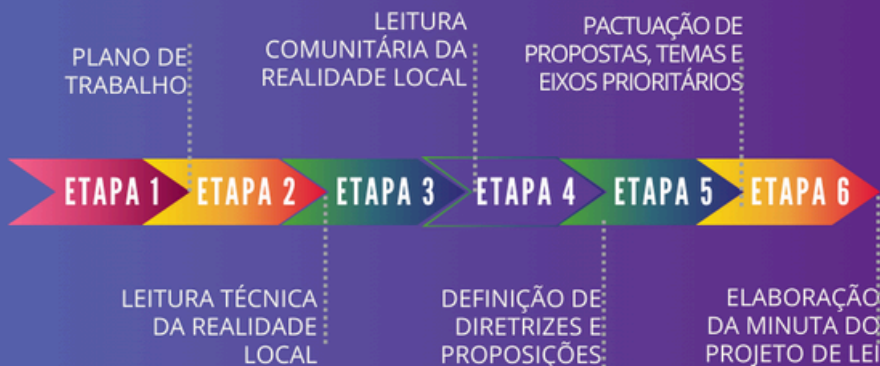 PLANO DE
TRABALHO
LEITURA
COMUNITÁRIA DA
REALIDADE LOCAL
PACTUAÇÃO DE
PROPOSTAS, TEMAS E
EIXOS PRIORITÁRIOS
ETAPA 1
ETAPA 2
ETAPA 3
ETAPA 4
ETAPA 5
ETAPA 6
LEITURA TÉCNICA
DA REALIDADE
LOCAL
DEFINIÇÃO DE
DIRETRIZES E
PROPOSIÇÕES
ELABORAÇÃO
DA MINUTA DO
PROJETO DE LEI